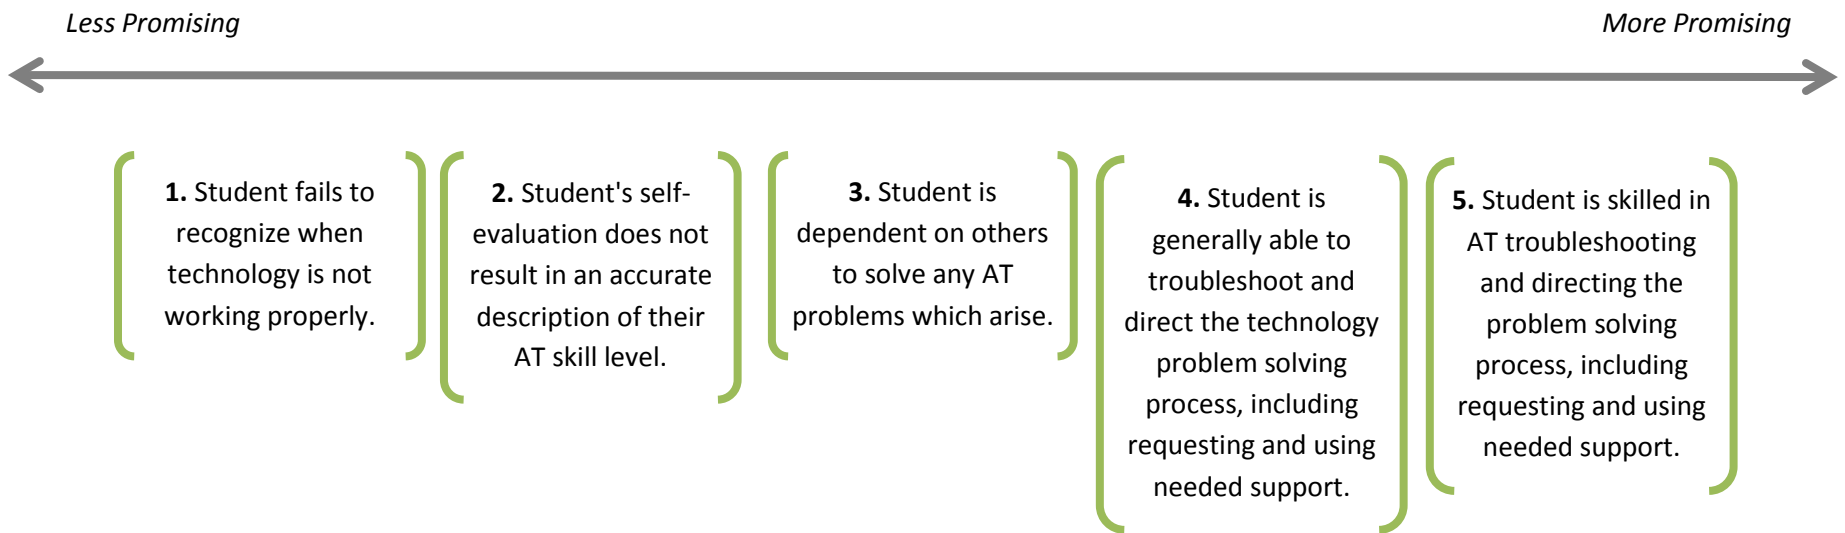 Less Promising
More Promising
1. Student fails to
recognize when
technology is not
working properly.
2. Student's self-
evaluation does not
result in an accurate
description of their
AT skill level.
3. Student is
dependent on others
to solve any AT
problems which arise.
4. Student is
generally able to
troubleshoot and
direct the technology
problem solving
process, including
requesting and using
needed support.
5. Student is skilled in
AT troubleshooting
and directing the
problem solving
process, including
requesting and using
needed support.